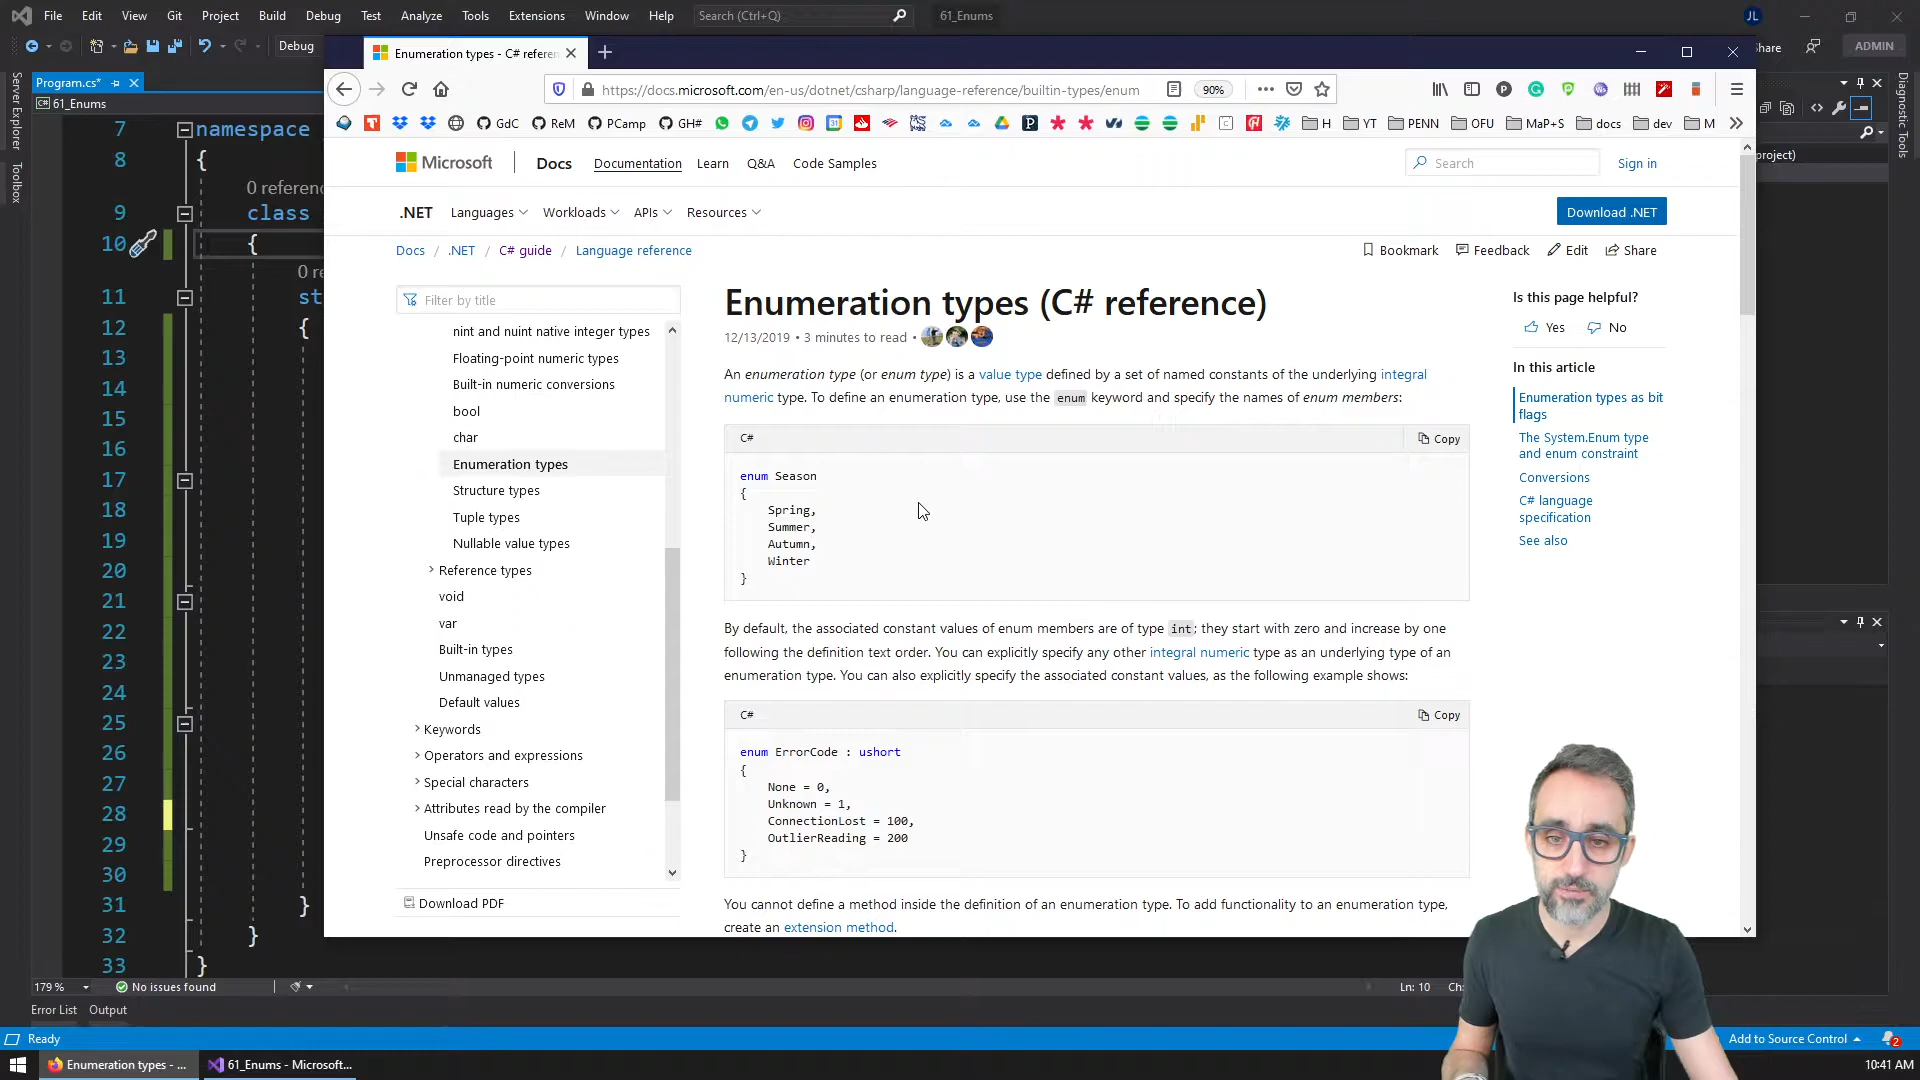 File Edit View Git Project Build Debug Test Analyze Tools Extensions Window Help Search (Ctrl+Q) 61_Enums JL
Debug
Share ADMIN
Enumeration types - C# referen
Program.cs*
61_Enums
https://docs.microsoft.com/en-us/dotnet/csharp/language-reference/builtin-types/enum 90%
GdC ReM PCamp GH# H YT PENN OFU MaP+S docs dev M
Server Explorer
Toolbox
Diagnostic Tools
project)
Microsoft Docs Documentation Learn Q&A Code Samples Search Sign in
.NET Languages Workloads APIs Resources Download .NET
Docs / .NET / C# guide / Language reference Bookmark Feedback Edit Share
7 namespace
8 {
0 referenc
9 class
10 {
0 re
11 st
12 {
13
14
15
16
17
18
19
20
21
22
23
24
25
26
27
28
29
30
31 }
32 }
33 }
Filter by title
nint and nuint native integer types
Floating-point numeric types
Built-in numeric conversions
bool
char
Enumeration types
Structure types
Tuple types
Nullable value types
Reference types
void
var
Built-in types
Unmanaged types
Default values
Keywords
Operators and expressions
Special characters
Attributes read by the compiler
Unsafe code and pointers
Preprocessor directives
Download PDF
Enumeration types (C# reference)
12/13/2019 • 3 minutes to read •
An enumeration type (or enum type) is a value type defined by a set of named constants of the underlying integral
numeric type. To define an enumeration type, use the enum keyword and specify the names of enum members:
C# Copy
enum Season
{
Spring,
Summer,
Autumn,
Winter
}
By default, the associated constant values of enum members are of type int; they start with zero and increase by one
following the definition text order. You can explicitly specify any other integral numeric type as an underlying type of an
enumeration type. You can also explicitly specify the associated constant values, as the following example shows:
C# Copy
enum ErrorCode : ushort
{
None = 0,
Unknown = 1,
ConnectionLost = 100,
OutlierReading = 200
}
You cannot define a method inside the definition of an enumeration type. To add functionality to an enumeration type,
create an extension method.
Is this page helpful?
Yes No
In this article
Enumeration types as bit
flags
The System.Enum type
and enum constraint
Conversions
C# language
specification
See also
179 % No issues found Ln: 10 Ch:
Error List Output
Ready Add to Source Control 2
Enumeration types - ... 61_Enums - Microsoft... 10:41 AM